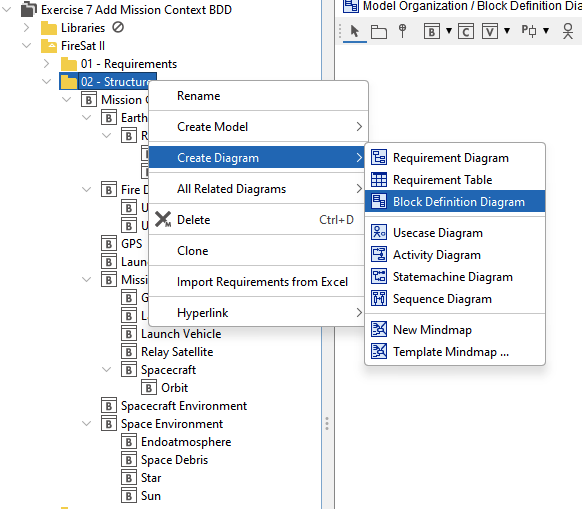 Exercise 7 Add Mission Context BDD
Libraries
FireSat II
01 - Requirements
02 - Structure
B Mission
B Earth
B
B Fire D
B U
B U
B GPS
B Laun
B Missio
B G
B L
B Launch Vehicle
B Relay Satellite
B Spacecraft
B Orbit
B Spacecraft Environment
B Space Environment
B Endoatmosphere
B Space Debris
B Star
B Sun
Rename
Create Model
Create Diagram
All Related Diagrams
Delete Ctrl+D
Clone
Import Requirements from Excel
Hyperlink
Model Organization / Block Definition Diag
B C V P
Requirement Diagram
Requirement Table
Block Definition Diagram
Usecase Diagram
Activity Diagram
Statemachine Diagram
Sequence Diagram
New Mindmap
Template Mindmap ...